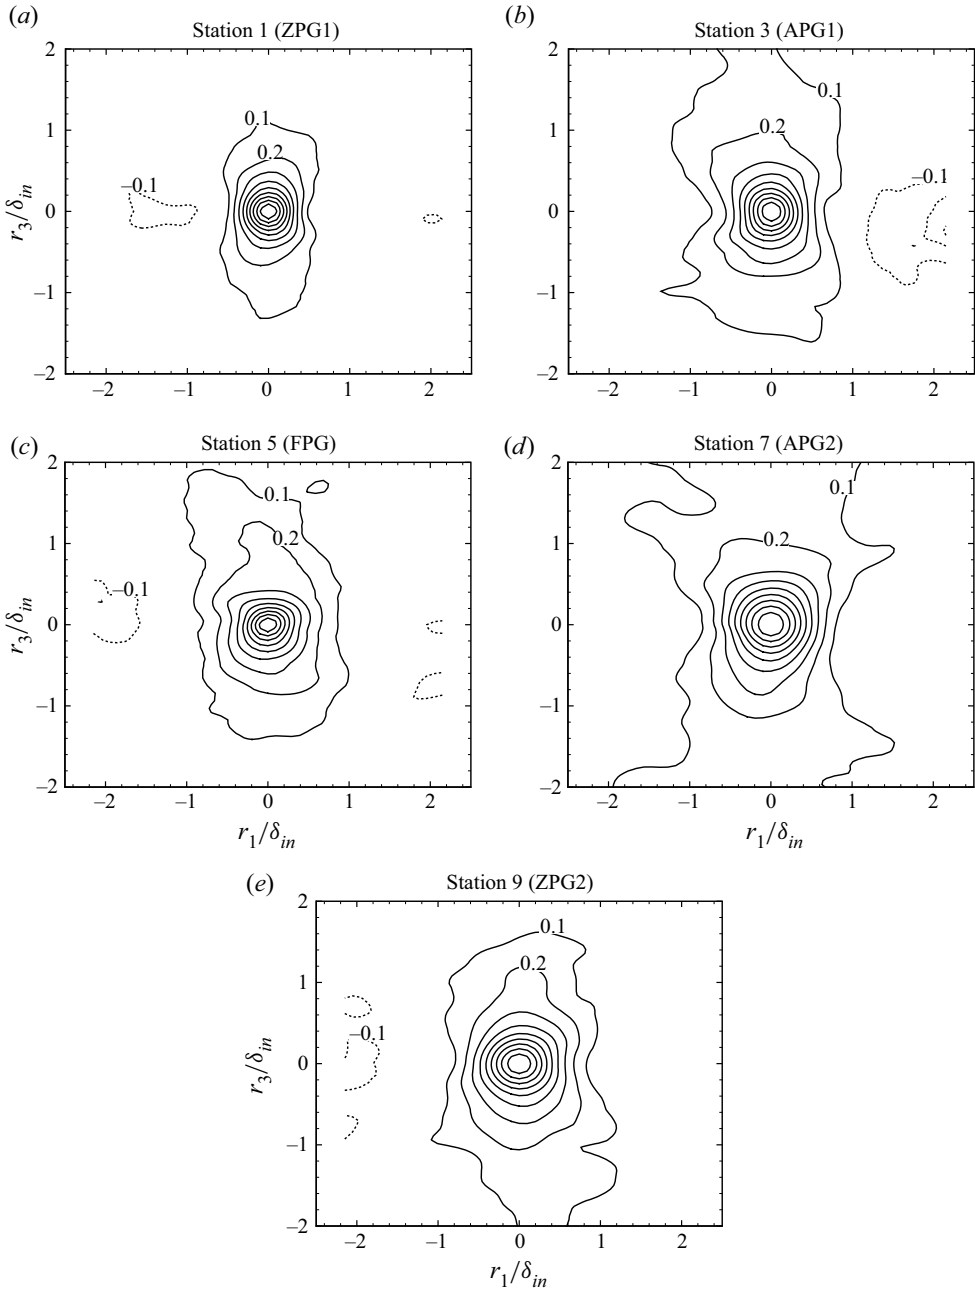 (a) Station 1 (ZPG1)
2
1
0
–1
–2
r3/δin
0.1
0.2
–0.1
–2 –1 0 1 2
(b) Station 3 (APG1)
2
1
0
–1
–2
0.1
0.2
–0.1
–2 –1 0 1 2
(c) Station 5 (FPG)
2
1
0
–1
–2
r3/δin
0.1
0.2
–0.1
–2 –1 0 1 2
r1/δin
(d) Station 7 (APG2)
2
1
0
–1
–2
0.1
0.2
–2 –1 0 1 2
r1/δin
(e) Station 9 (ZPG2)
2
1
0
–1
–2
r3/δin
0.1
0.2
–0.1
–2 –1 0 1 2
r1/δin